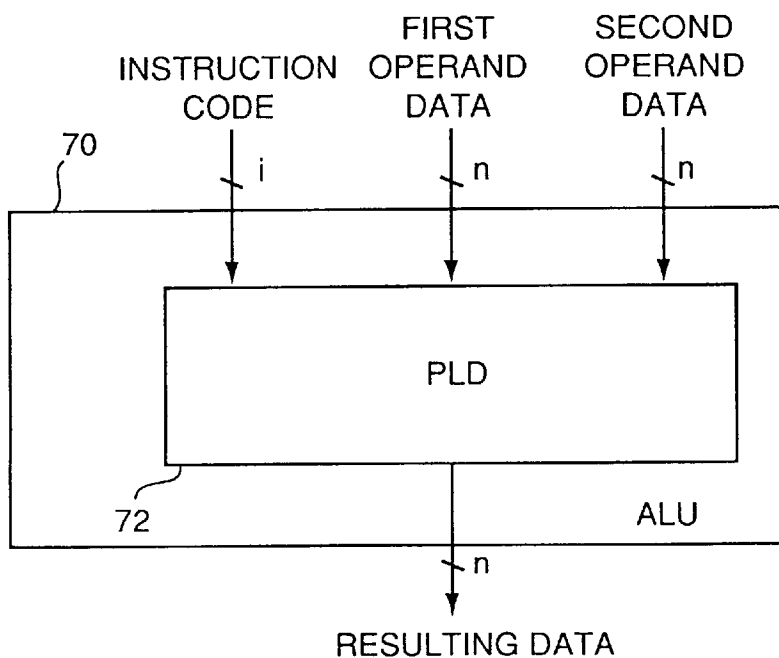 INSTRUCTION
CODE
FIRST
OPERAND
DATA
SECOND
OPERAND
DATA
70
i
n
n
PLD
72
ALU
n
RESULTING DATA